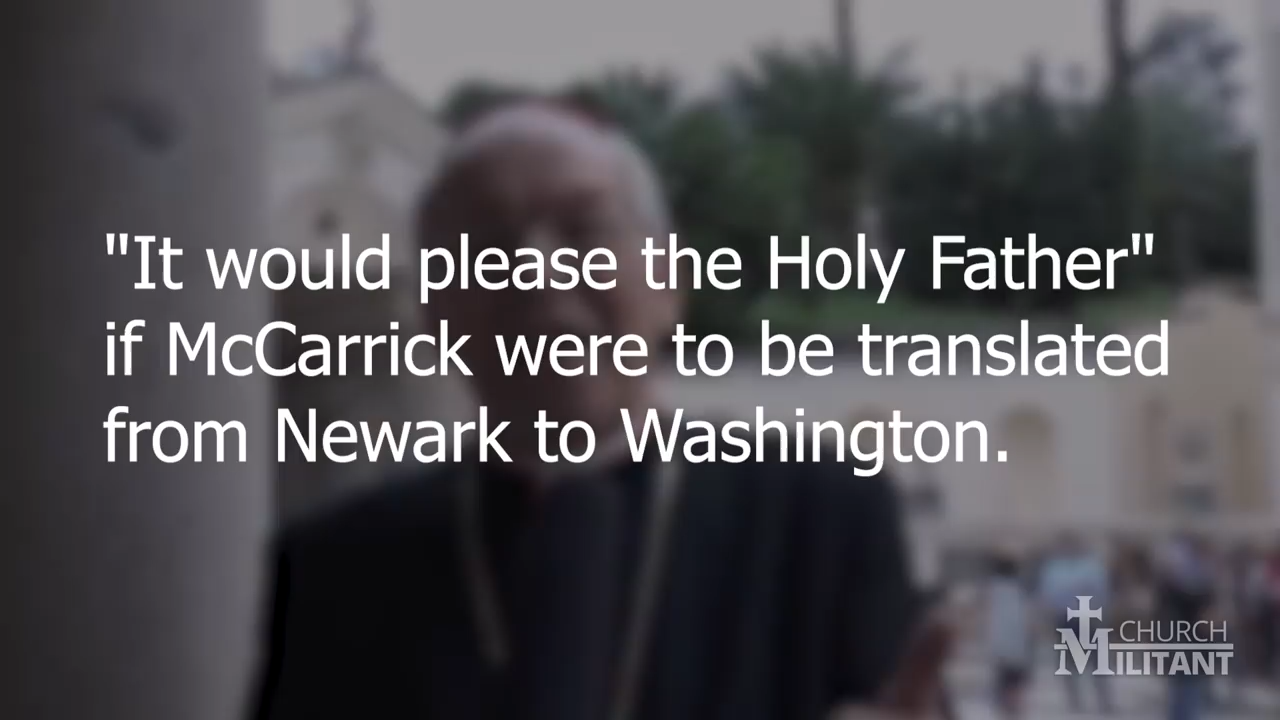 "It would please the Holy Father"
if McCarrick were to be translated
from Newark to Washington.
CHURCH
MILITANT